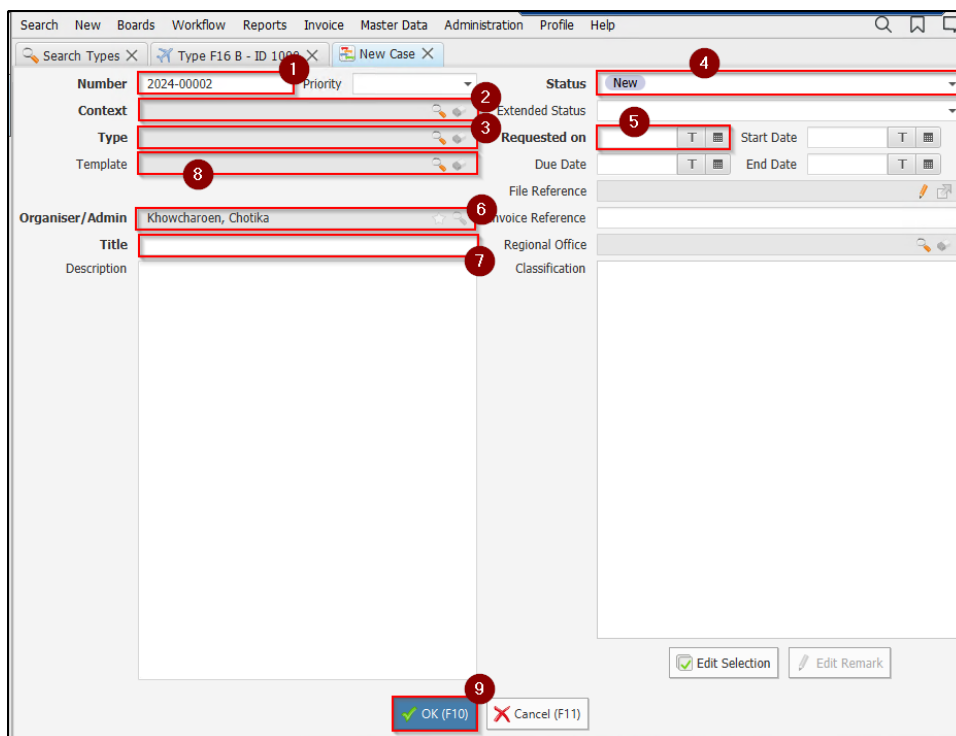 Search New Boards Workflow Reports Invoice Master Data Administration Profile Help
Search Types Type F16 B - ID New Case
1
Number 2024-00002 Priority Status New 4
Context 2 Extended Status
Type 3 Requested on 5 T Start Date T
Template 8 Due Date T End Date T
File Reference
Organiser/Admin Khowcharoen, Chotika 6 Invoice Reference
Title 7 Regional Office
Description Classification
Edit Selection Edit Remark
9
OK (F10) Cancel (F11)